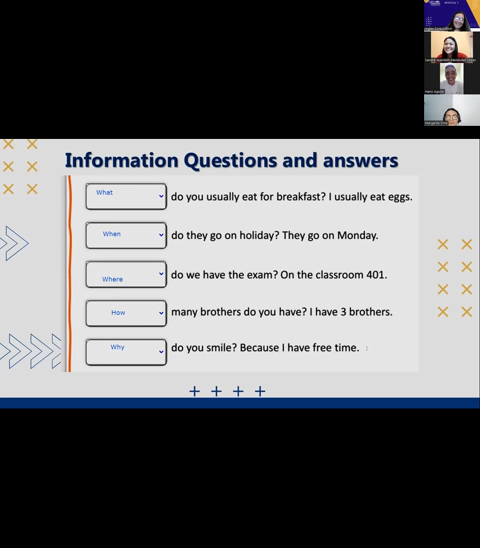 Information Questions and answers
What do you usually eat for breakfast? I usually eat eggs.
When do they go on holiday? They go on Monday.
Where do we have the exam? On the classroom 401.
How many brothers do you have? I have 3 brothers.
Why do you smile? Because I have free time.